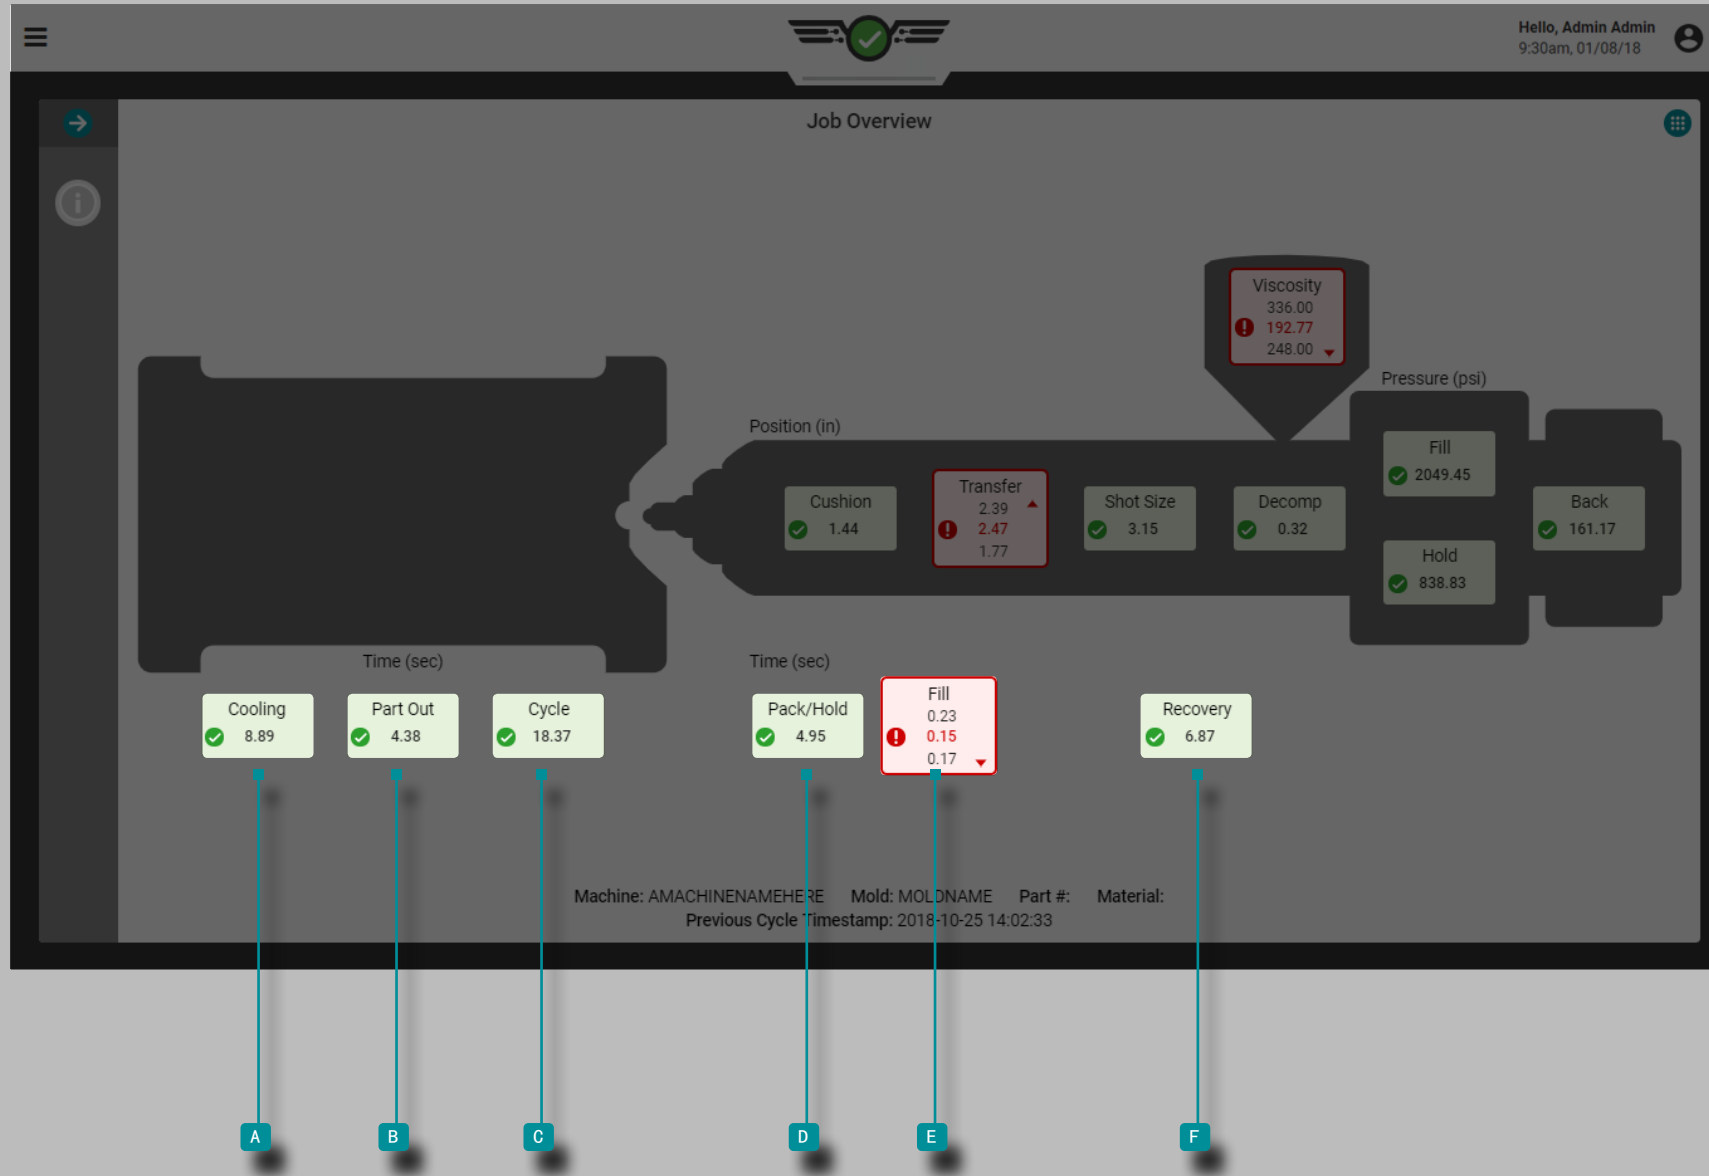 Hello, Admin Admin
9:30am, 01/08/18
Job Overview
Viscosity
336.00
192.77
248.00
Pressure (psi)
Position (in)
Fill
2049.45
Cushion
1.44
Transfer
2.39
2.47
1.77
Shot Size
3.15
Decomp
0.32
Back
161.17
Hold
838.83
Time (sec)
Time (sec)
Cooling
8.89
Part Out
4.38
Cycle
18.37
Pack/Hold
4.95
Fill
0.23
0.15
0.17
Recovery
6.87
Machine: AMACHINENAMEHERE Mold: MOLDNAME Part #: Material:
Previous Cycle Timestamp: 2018-10-25 14:02:33
A B C D E F